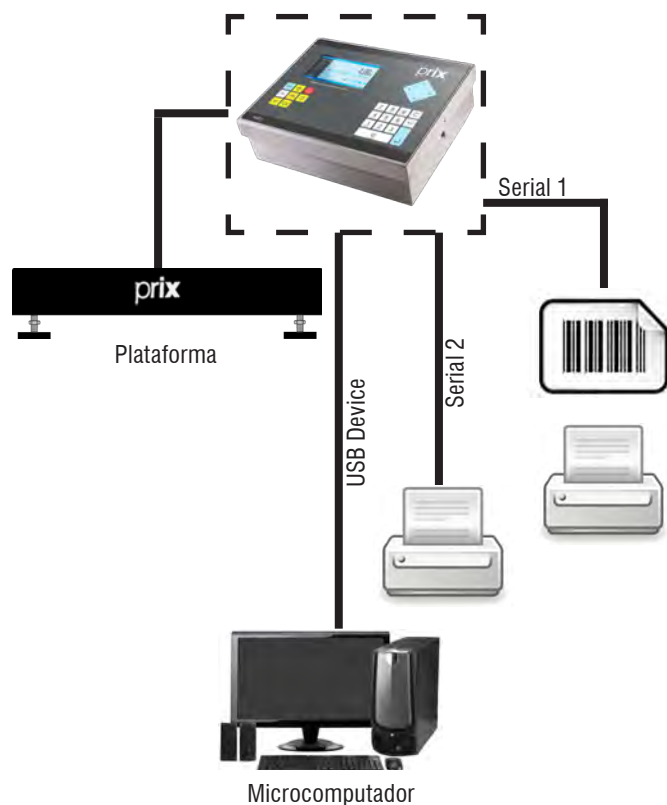 prix
Serial 1
prix
Plataforma
USB Device
Serial 2
Microcomputador